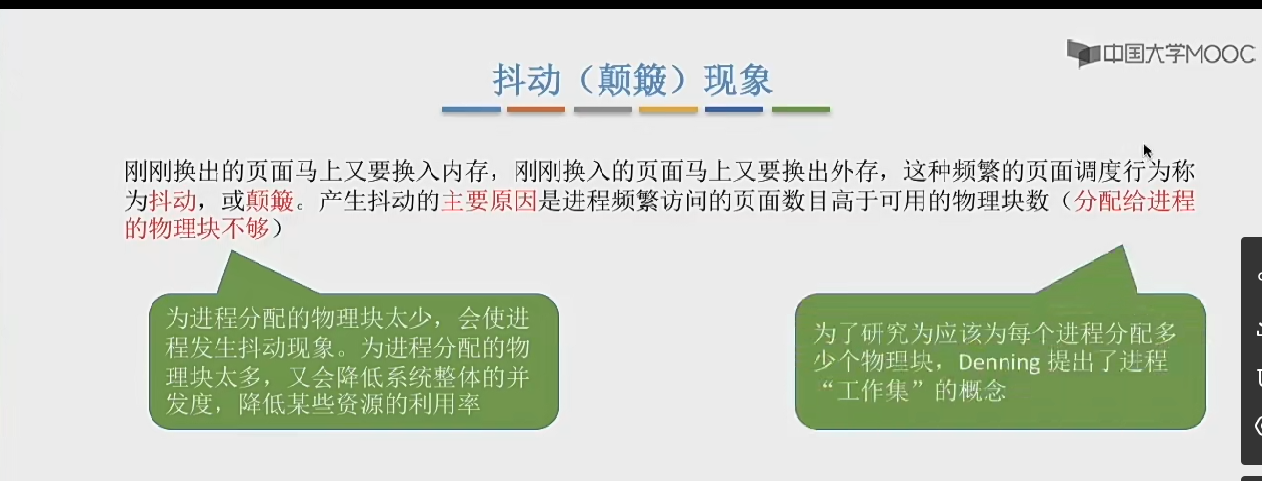 中国大学MOOC
抖动（颠簸）现象
刚刚换出的页面马上又要换入内存，刚刚换入的页面马上又要换出外存，这种频繁的页面调度行为称
为抖动，或颠簸。产生抖动的主要原因是进程频繁访问的页面数目高于可用的物理块数（分配给进程
的物理块不够）
为进程分配的物理块太少，会使进
程发生抖动现象。为进程分配的物
理块太多，又会降低系统整体的并
发度，降低某些资源的利用率
为了研究为应该为每个进程分配多
少个物理块，Denning 提出了进程
“工作集”的概念